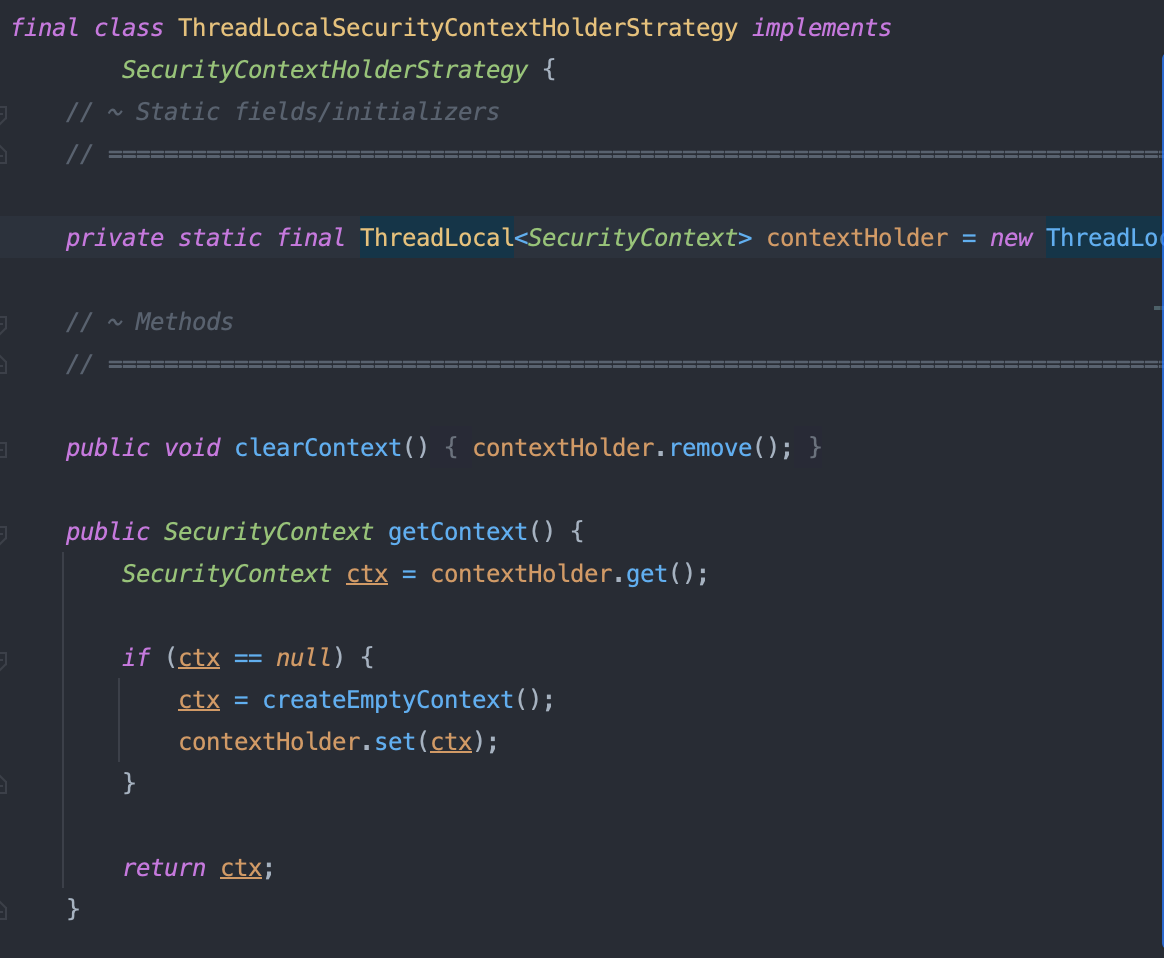 final class ThreadLocalSecurityContextHolderStrategy implements
SecurityContextHolderStrategy {
// ~ Static fields/initializers
// ===========================================================================
private static final ThreadLocal<SecurityContext> contextHolder = new ThreadLoc
// ~ Methods
// ===========================================================================
public void clearContext() { contextHolder.remove(); }
public SecurityContext getContext() {
SecurityContext ctx = contextHolder.get();
if (ctx == null) {
ctx = createEmptyContext();
contextHolder.set(ctx);
}
return ctx;
}